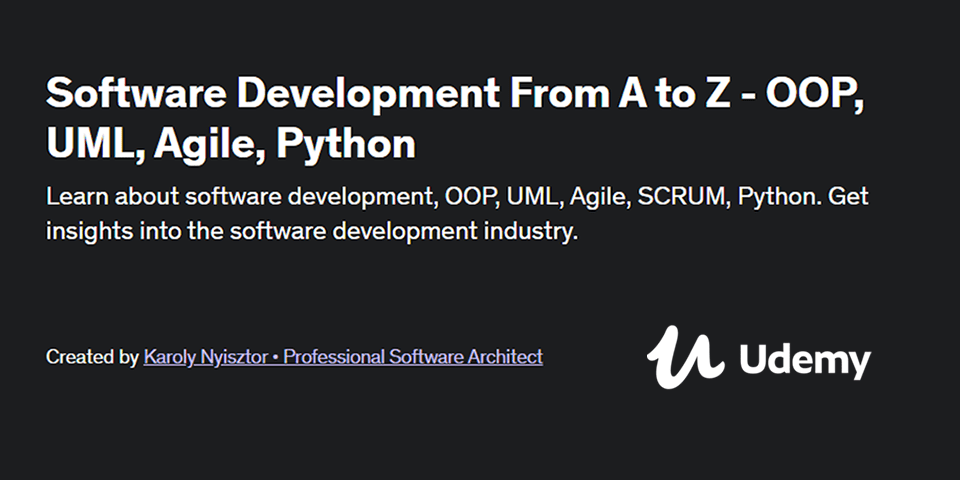 Software Development From A to Z - OOP,
UML, Agile, Python
Learn about software development, OOP, UML, Agile, SCRUM, Python. Get
insights into the software development industry.
Created by Karoly Nyisztor • Professional Software Architect
Udemy